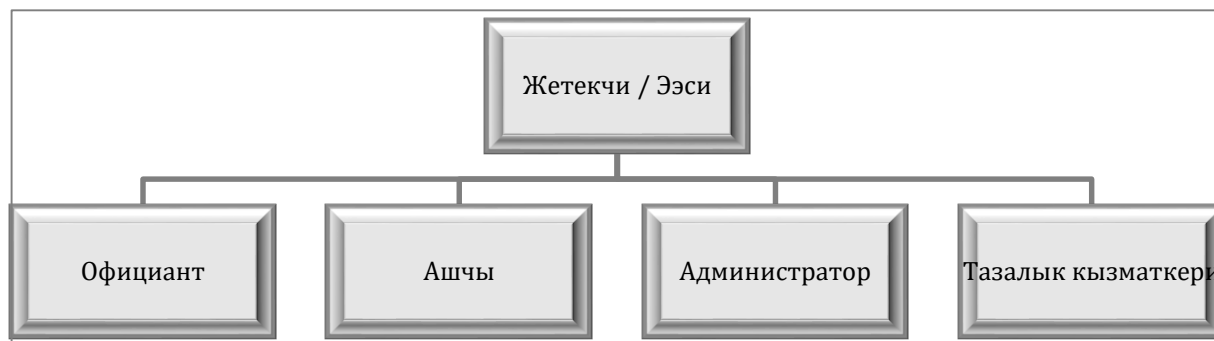 Жетекчи / Ээси
Официант
Ашчы
Администратор
Тазалык кызматкери